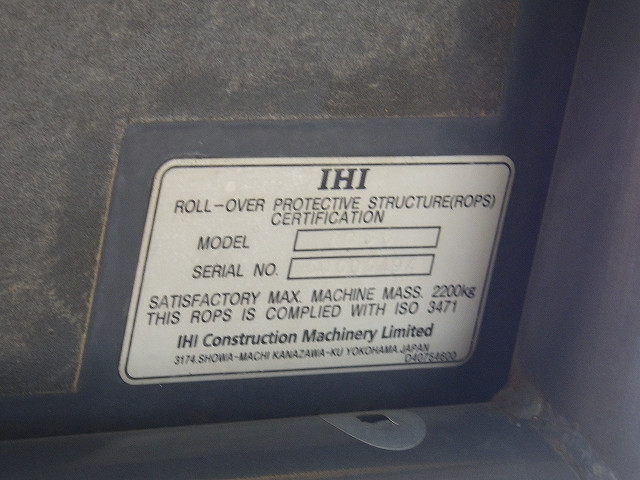 IHI
ROLL-OVER PROTECTIVE STRUCTURE(ROPS)
CERTIFICATION
MODEL
SERIAL NO.
SATISFACTORY MAX. MACHINE MASS. 2200kg
THIS ROPS IS COMPLIED WITH ISO 3471
IHI Construction Machinery Limited
3174.SHOWA-MACHI KANAZAWA-KU YOKOHAMA.JAPAN
040754600